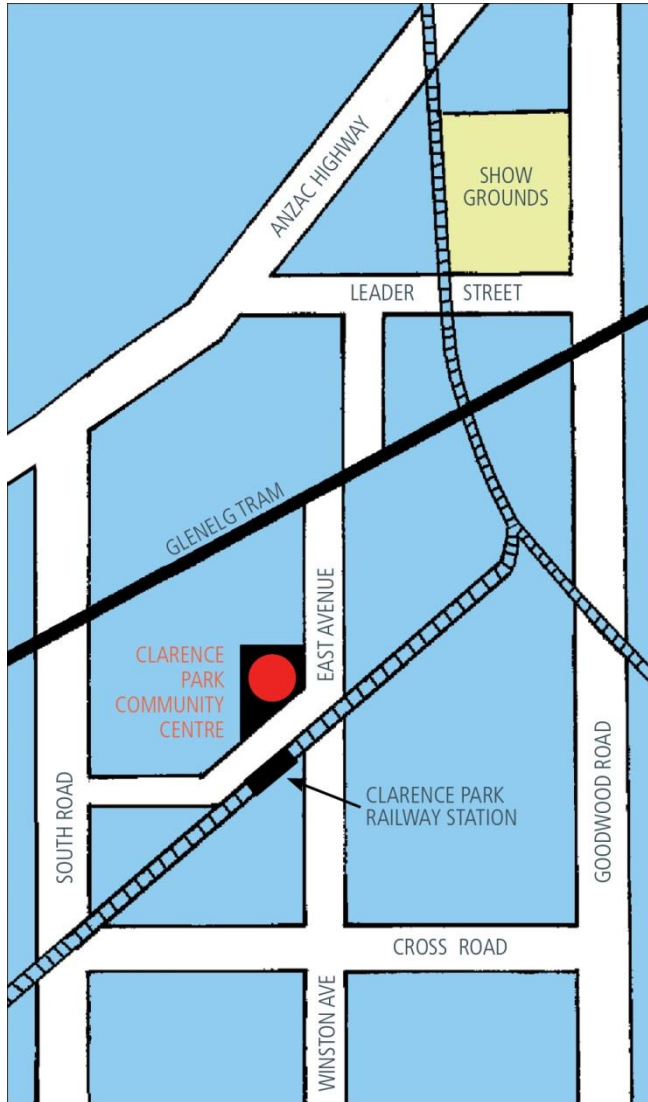 ANZAC HIGHWAY
SHOW
GROUNDS
LEADER STREET
GLENELG TRAM
EAST AVENUE
CLARENCE
PARK
COMMUNITY
CENTRE
SOUTH ROAD
CLARENCE PARK
RAILWAY STATION
GOODWOOD ROAD
CROSS ROAD
WINSTON AVE